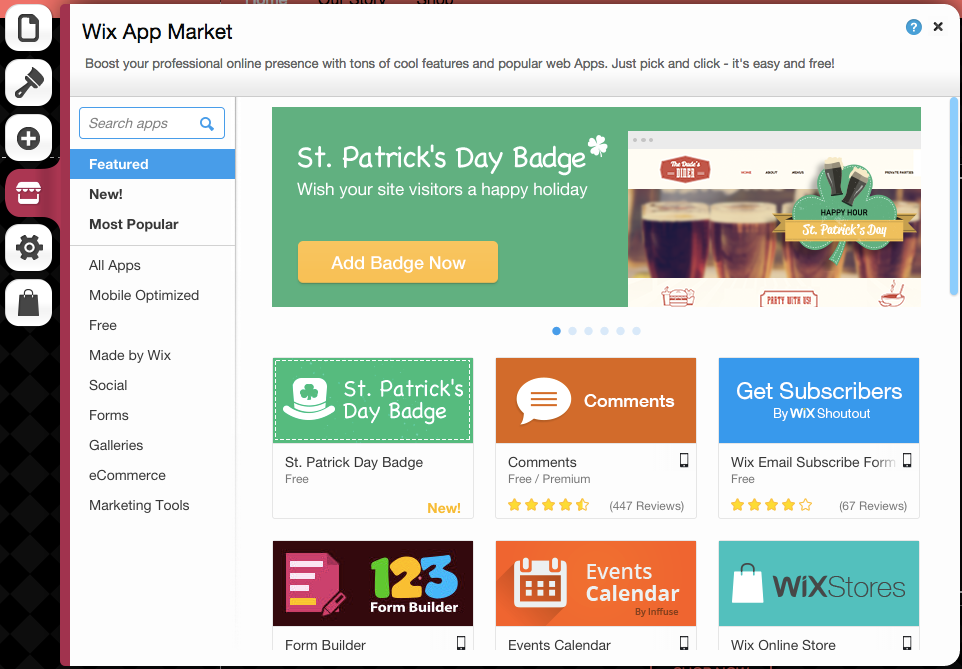 Home Our Story Shop
Wix App Market
?
Boost your professional online presence with tons of cool features and popular web Apps. Just pick and click - it's easy and free!
Search apps
Featured
New!
Most Popular
All Apps
Mobile Optimized
Free
Made by Wix
Social
Forms
Galleries
eCommerce
Marketing Tools
St. Patrick's Day Badge
Wish your site visitors a happy holiday
Add Badge Now
The Dude's
DINER
HOME ABOUT MENUS PRIVATE PARTIES
HAPPY HOUR
St. Patrick's Day
PARTY WITH US!
St. Patrick's
Day Badge
St. Patrick Day Badge
Free
New!
Comments
Comments
Free / Premium
(447 Reviews)
Get Subscribers
By WiX Shoutout
Wix Email Subscribe Form
Free
(67 Reviews)
123
Form Builder
Form Builder
Events
Calendar
By Inffuse
Events Calendar
WiXStores
Wix Online Store
SHOP NOW